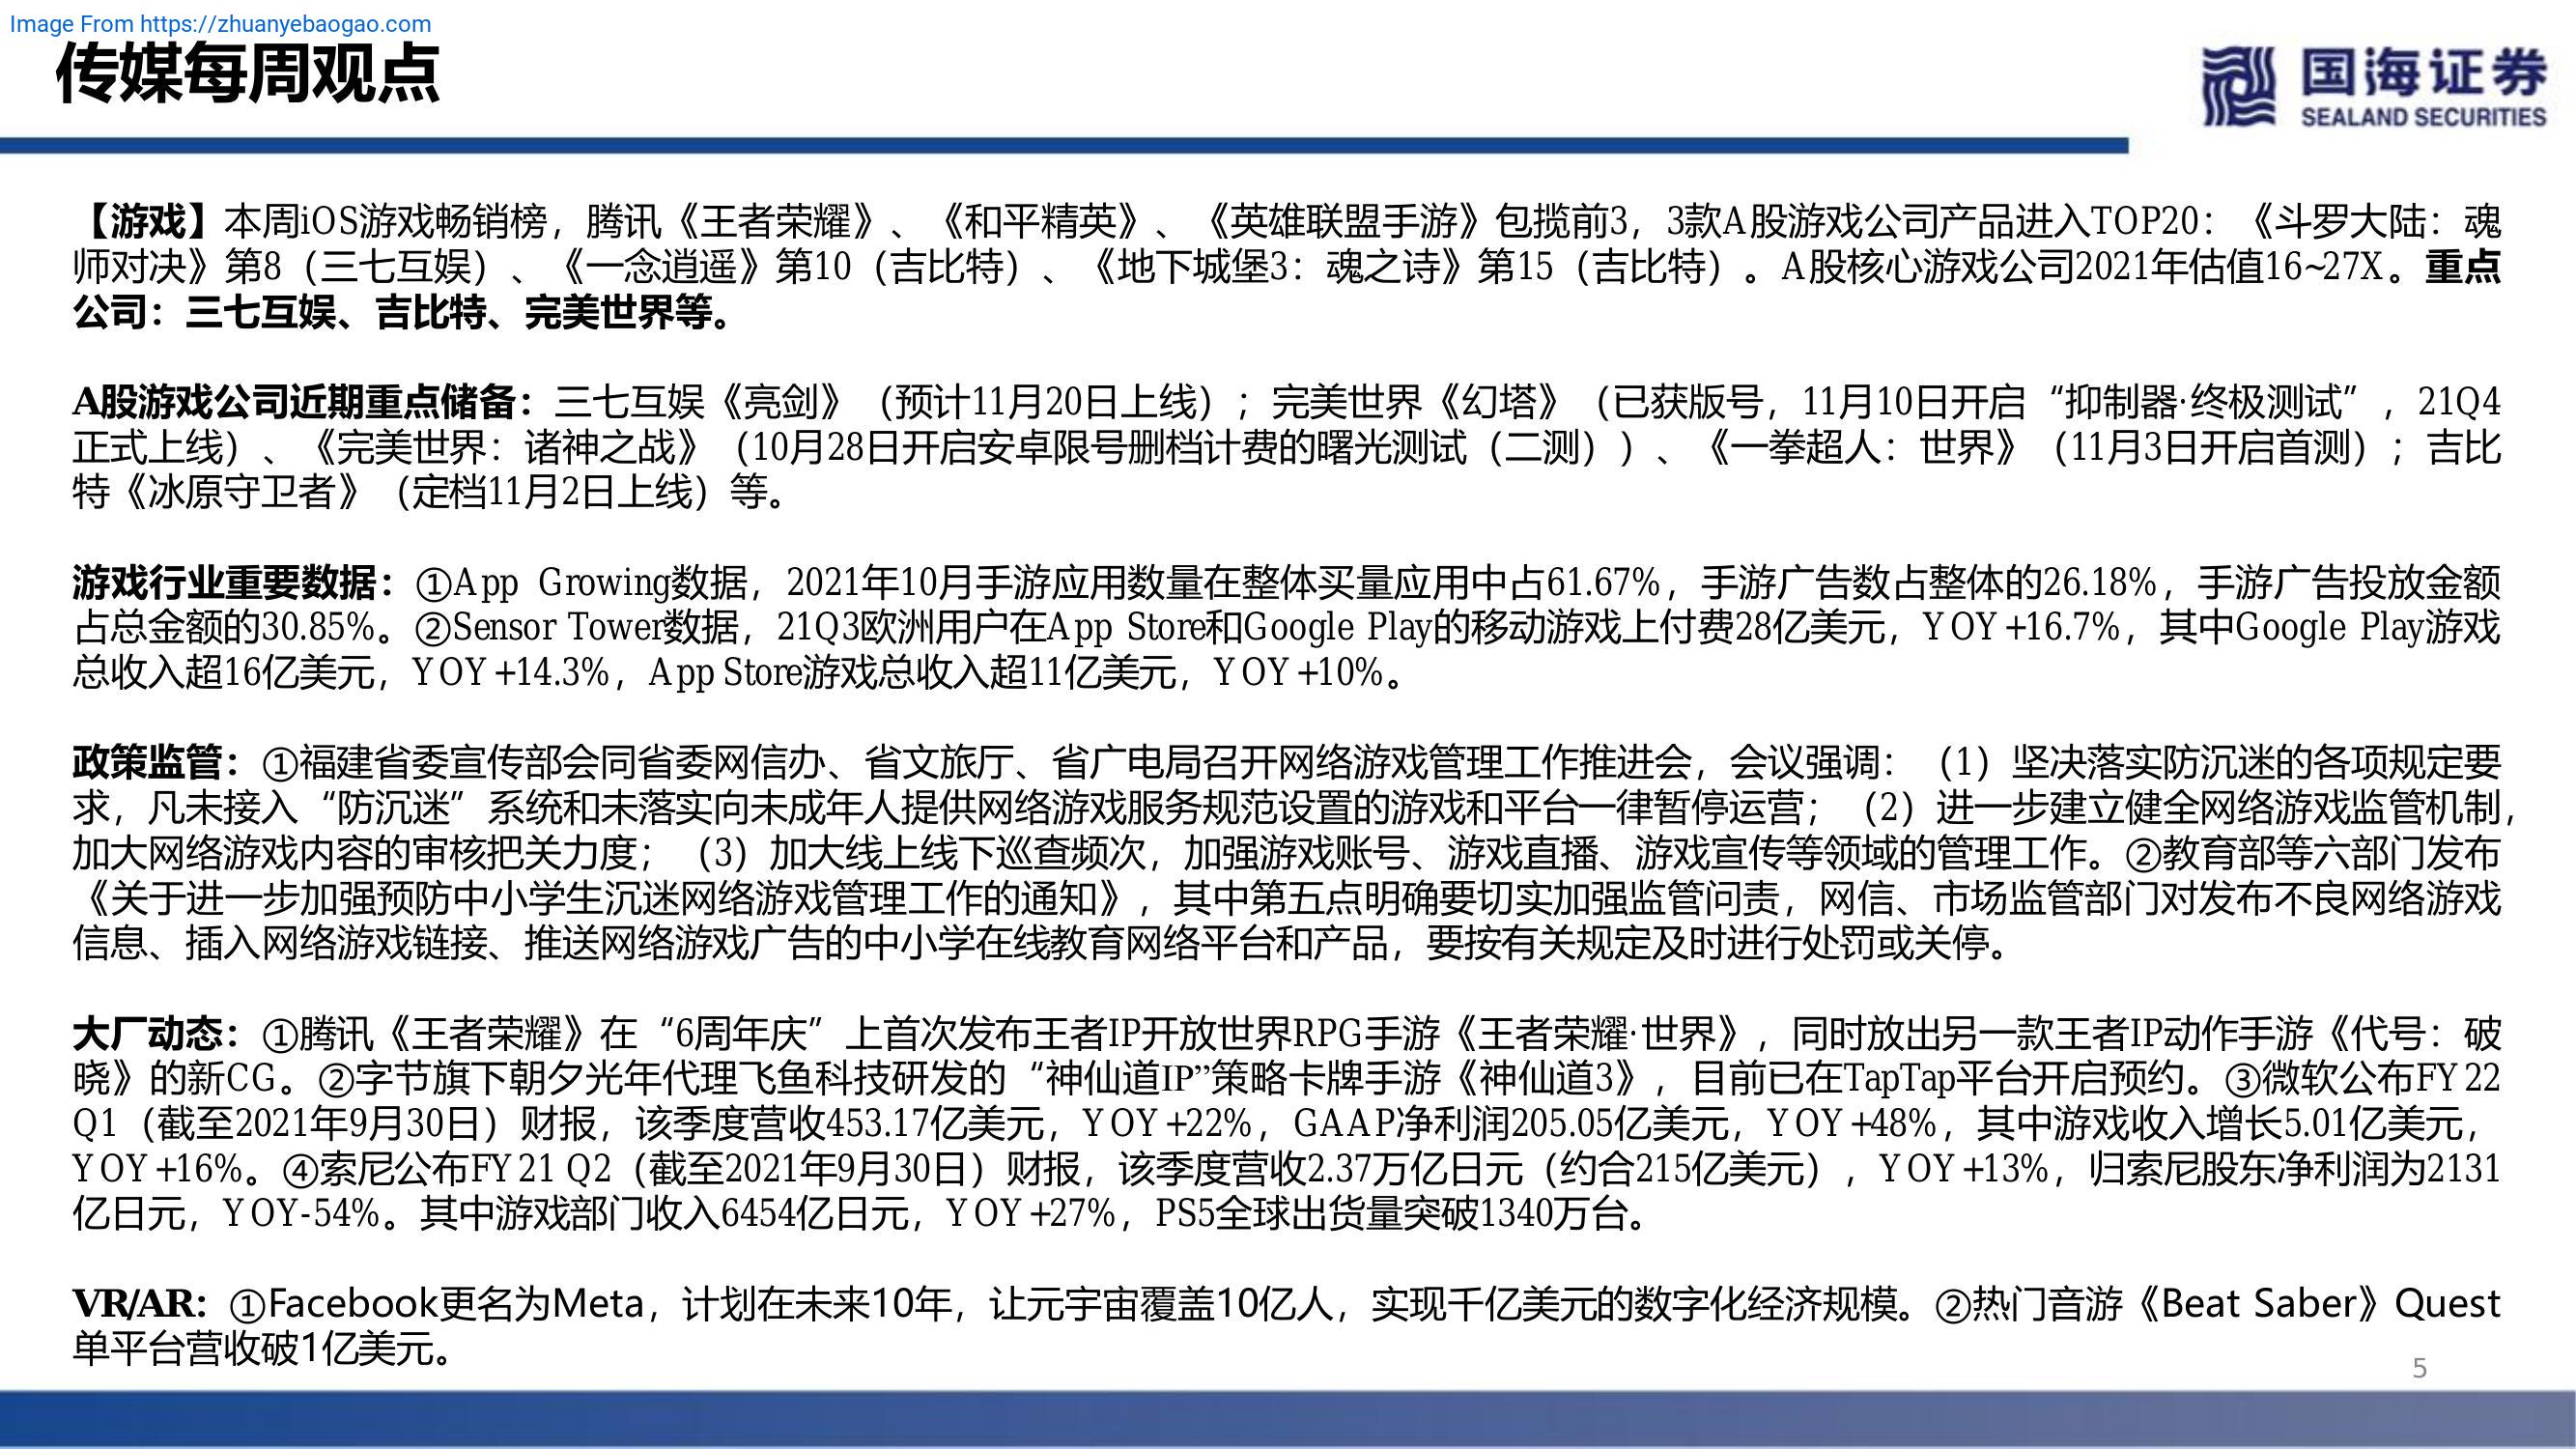 Image From https://zhuanyebaogao.com
传媒每周观点
国海证券
SEALAND SECURITIES
【游戏】本周iOS游戏畅销榜，腾讯《王者荣耀》、《和平精英》、《英雄联盟手游》包揽前3，3款A股游戏公司产品进入TOP20：《斗罗大陆：魂
师对决》第8（三七互娱）、《一念逍遥》第10（吉比特）、《地下城堡3：魂之诗》第15（吉比特）。A股核心游戏公司2021年估值16~27X。重点
公司：三七互娱、吉比特、完美世界等。
A股游戏公司近期重点储备：三七互娱《亮剑》（预计11月20日上线）；完美世界《幻塔》（已获版号，11月10日开启“抑制器·终极测试”，21Q4
正式上线）、《完美世界：诸神之战》（10月28日开启安卓限号删档计费的曙光测试（二测））、《一拳超人：世界》（11月3日开启首测）；吉比
特《冰原守卫者》（定档11月2日上线）等。
游戏行业重要数据：①App Growing数据，2021年10月手游应用数量在整体买量应用中占61.67%，手游广告数占整体的26.18%，手游广告投放金额
占总金额的30.85%。②Sensor Tower数据，21Q3欧洲用户在App Store和Google Play的移动游戏上付费28亿美元，YOY+16.7%，其中Google Play游戏
总收入超16亿美元，YOY+14.3%，App Store游戏总收入超11亿美元，YOY+10%。
政策监管：①福建省委宣传部会同省委网信办、省文旅厅、省广电局召开网络游戏管理工作推进会，会议强调：（1）坚决落实防沉迷的各项规定要
求，凡未接入“防沉迷”系统和未落实向未成年人提供网络游戏服务规范设置的游戏和平台一律暂停运营；（2）进一步建立健全网络游戏监管机制，
加大网络游戏内容的审核把关力度；（3）加大线上线下巡查频次，加强游戏账号、游戏直播、游戏宣传等领域的管理工作。②教育部等六部门发布
《关于进一步加强预防中小学生沉迷网络游戏管理工作的通知》，其中第五点明确要切实加强监管问责，网信、市场监管部门对发布不良网络游戏
信息、插入网络游戏链接、推送网络游戏广告的中小学在线教育网络平台和产品，要按有关规定及时进行处罚或关停。
大厂动态：①腾讯《王者荣耀》在“6周年庆”上首次发布王者IP开放世界RPG手游《王者荣耀·世界》，同时放出另一款王者IP动作手游《代号：破
晓》的新CG。②字节旗下朝夕光年代理飞鱼科技研发的“神仙道IP”策略卡牌手游《神仙道3》，目前已在TapTap平台开启预约。③微软公布FY22
Q1（截至2021年9月30日）财报，该季度营收453.17亿美元，YOY+22%，GAAP净利润205.05亿美元，YOY+48%，其中游戏收入增长5.01亿美元，
YOY+16%。④索尼公布FY21 Q2（截至2021年9月30日）财报，该季度营收2.37万亿日元（约合215亿美元），YOY+13%，归索尼股东净利润为2131
亿日元，YOY-54%。其中游戏部门收入6454亿日元，YOY+27%，PS5全球出货量突破1340万台。
VR/AR：①Facebook更名为Meta，计划在未来10年，让元宇宙覆盖10亿人，实现千亿美元的数字化经济规模。②热门音游《Beat Saber》Quest
单平台营收破1亿美元。
5